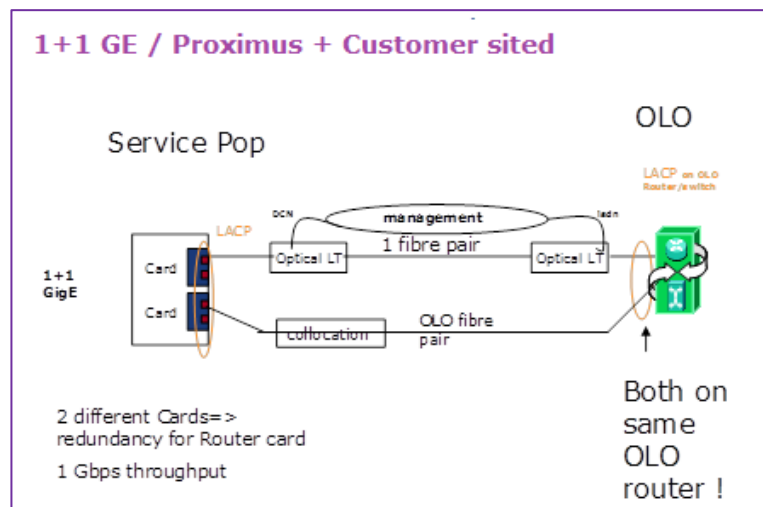 1+1 GE / Proximus + Customer sited
OLO
Service Pop
LACP on OLO
Router/switch
LACP
DCN
management
Isdn
1 fibre pair
Optical LT
Optical LT
Card
1+1
GigE
Card
collocation
OLO fibre
pair
2 different Cards=>
redundancy for Router card
1 Gbps throughput
Both on
same
OLO
router !